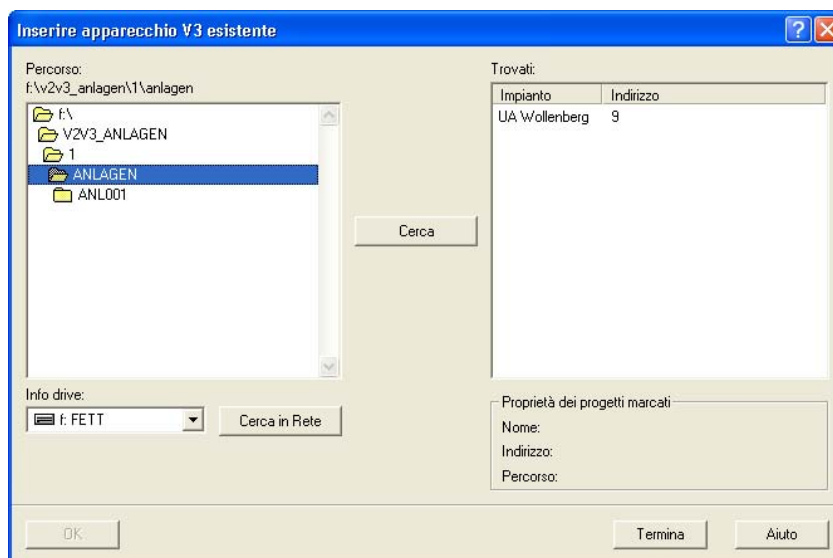 Inserire apparecchio V3 esistente
Percorso:
f:\v2v3_anlagen\1\anlagen
f:\
V2V3_ANLAGEN
1
ANLAGEN
ANL001
Cerca
Trovati:
Impianto Indirizzo
UA Wollenberg 9
Info drive:
f: FETT
Cerca in Rete
Proprietà dei progetti marcati
Nome:
Indirizzo:
Percorso:
OK
Termina
Aiuto